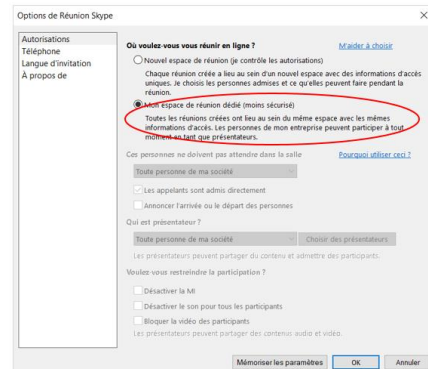 Options de Réunion Skype
Autorisations
Téléphone
Langue d'invitation
À propos de
Où voulez-vous vous réunir en ligne ? M'aider à choisir
Nouvel espace de réunion (je contrôle les autorisations)
Chaque réunion créée a lieu au sein d'un nouvel espace avec des informations d'accès
uniques. Je choisis les personnes admises et ce qu'elles peuvent faire pendant la
réunion.
Mon espace de réunion dédié (moins sécurisé)
Toutes les réunions créées ont lieu au sein du même espace avec les mêmes
informations d'accès. Les personnes de mon entreprise peuvent participer à tout
moment en tant que présentateurs.
Ces personnes ne doivent pas attendre dans la salle Pourquoi utiliser ceci ?
Toute personne de ma société
Les appelants sont admis directement
Annoncer l'arrivée ou le départ des personnes
Qui est présentateur ?
Toute personne de ma société Choisir des présentateurs
Les présentateurs peuvent partager du contenu et admettre des participants.
Voulez-vous restreindre la participation ?
Désactiver la MI
Désactiver le son pour tous les participants
Bloquer la vidéo des participants
Les présentateurs peuvent partager des contenus audio et vidéo.
Mémoriser les paramètres OK Annuler